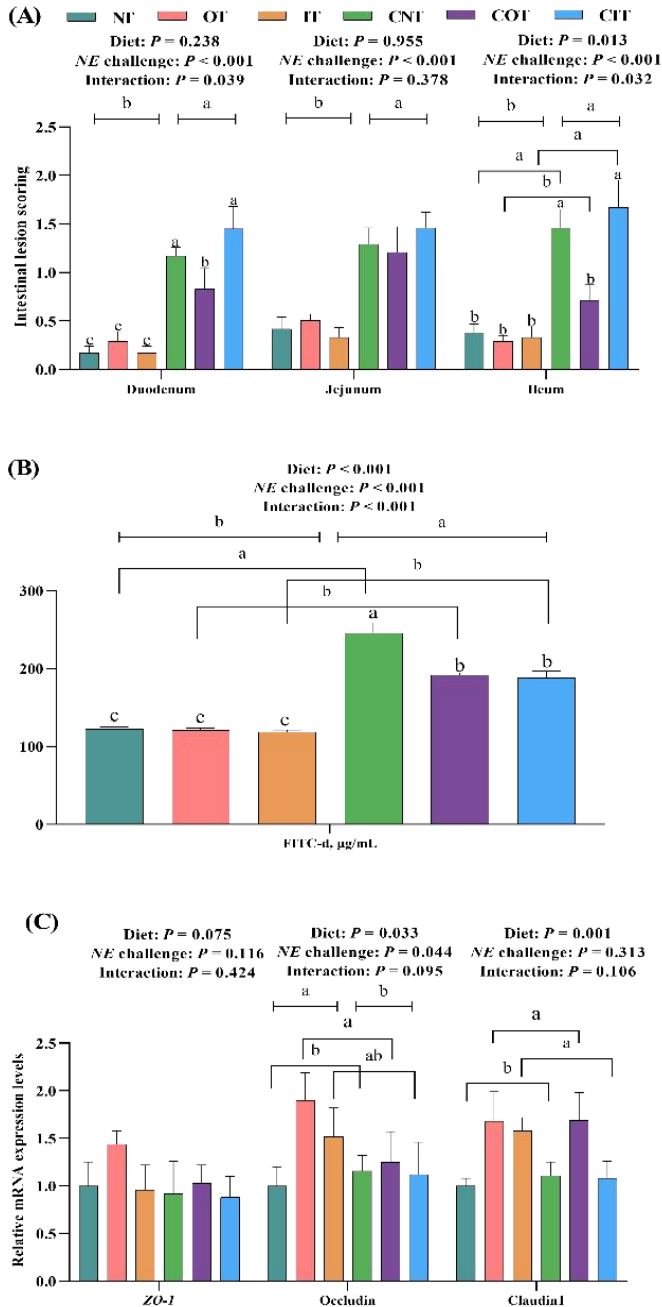 (A) NT OT IT CNT COT CIT
Diet: P = 0.238 Diet: P = 0.955 Diet: P = 0.013
NE challenge: P < 0.001 NE challenge: P < 0.001 NE challenge: P < 0.001
Interaction: P = 0.039 Interaction: P = 0.378 Interaction: P = 0.032
b a b a b a
a a
b
Intestinal lesion scoring
2.5
2.0
1.5
1.0
0.5
0.0
c c c a b a
b b b a b a
Duodenum Jejunum Ileum
(B)
Diet: P < 0.001
NE challenge: P < 0.001
Interaction: P < 0.001
b a
a b
b
300
200
100
0
c c c a b b
FITC-d, µg/mL
(C)
Diet: P = 0.075 Diet: P = 0.033 Diet: P = 0.001
NE challenge: P = 0.116 NE challenge: P = 0.044 NE challenge: P = 0.313
Interaction: P = 0.424 Interaction: P = 0.095 Interaction: P = 0.106
a b
a a
b ab b a
Relative mRNA expression levels
2.5
2.0
1.5
1.0
0.5
0.0
ZO-1 Occludin Claudin1